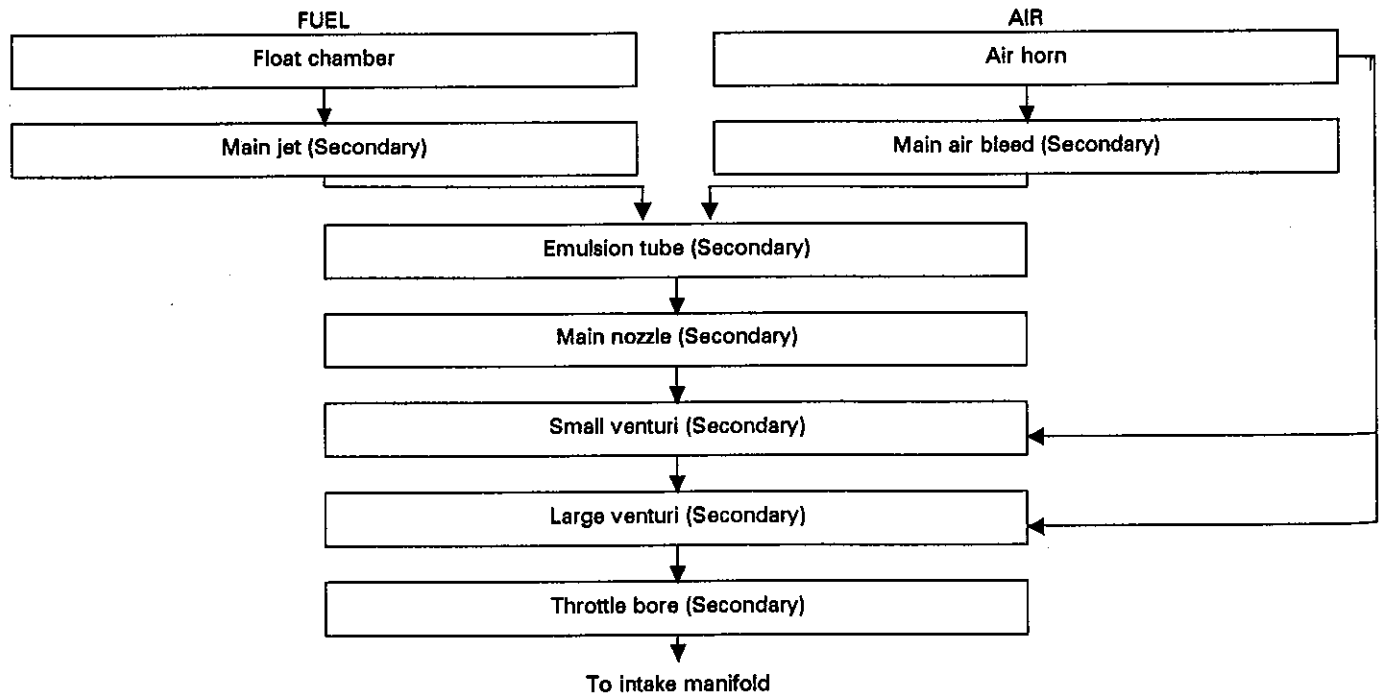 FUEL
AIR
Float chamber
Air horn
Main jet (Secondary)
Main air bleed (Secondary)
Emulsion tube (Secondary)
Main nozzle (Secondary)
Small venturi (Secondary)
Large venturi (Secondary)
Throttle bore (Secondary)
To intake manifold